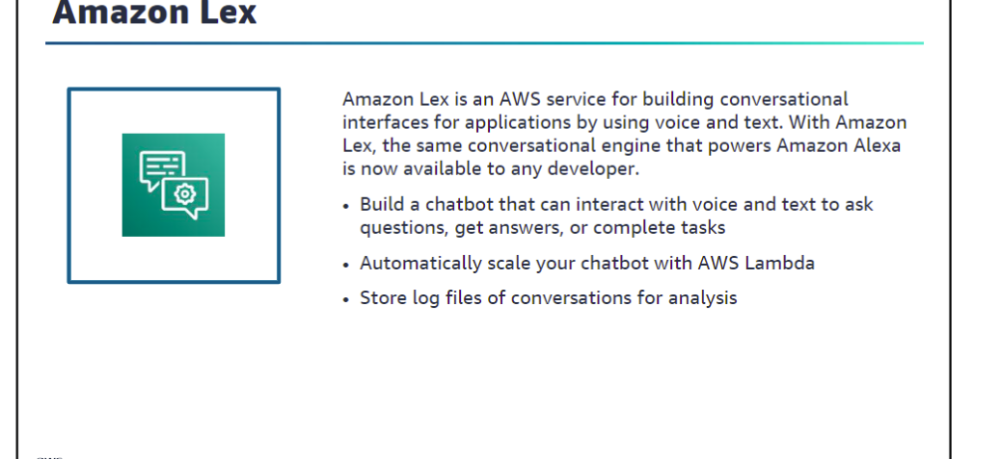 Amazon Lex
Amazon Lex is an AWS service for building conversational
interfaces for applications by using voice and text. With Amazon
Lex, the same conversational engine that powers Amazon Alexa
is now available to any developer.
• Build a chatbot that can interact with voice and text to ask
questions, get answers, or complete tasks
• Automatically scale your chatbot with AWS Lambda
• Store log files of conversations for analysis